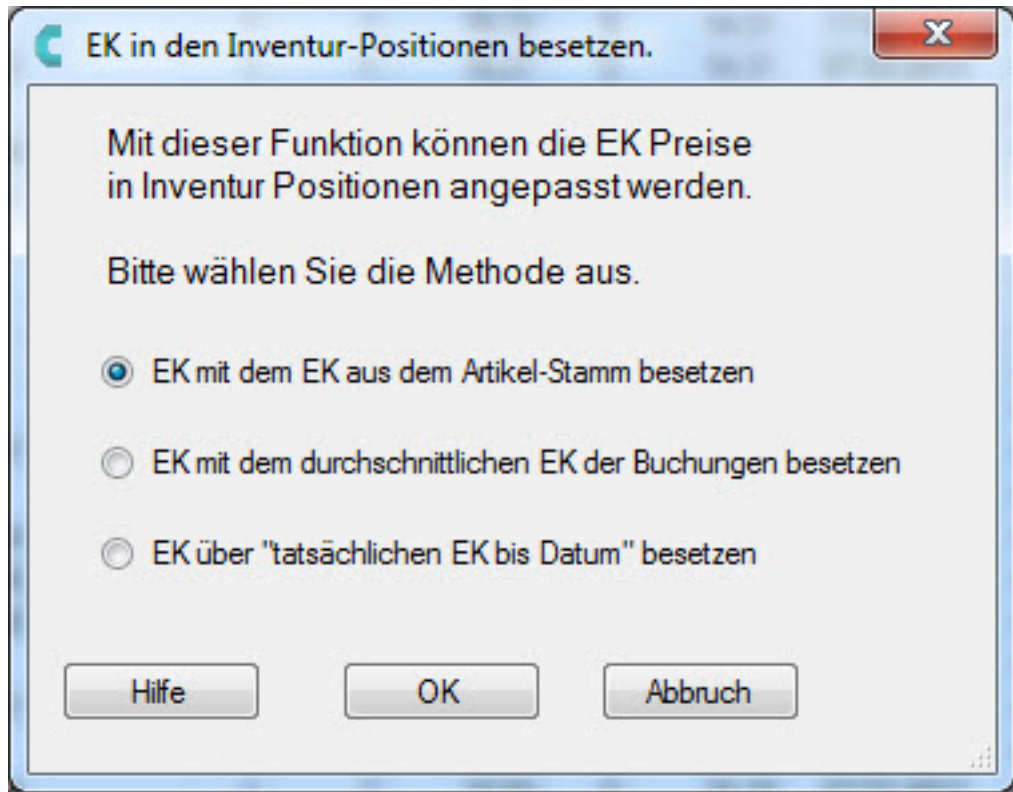 EK in den Inventur-Positionen besetzen.
Mit dieser Funktion können die EK Preise
in Inventur Positionen angepasst werden.
Bitte wählen Sie die Methode aus.
EK mit dem EK aus dem Artikel-Stamm besetzen
EK mit dem durchschnittlichen EK der Buchungen besetzen
EK über "tatsächlichen EK bis Datum" besetzen
Hilfe OK Abbruch